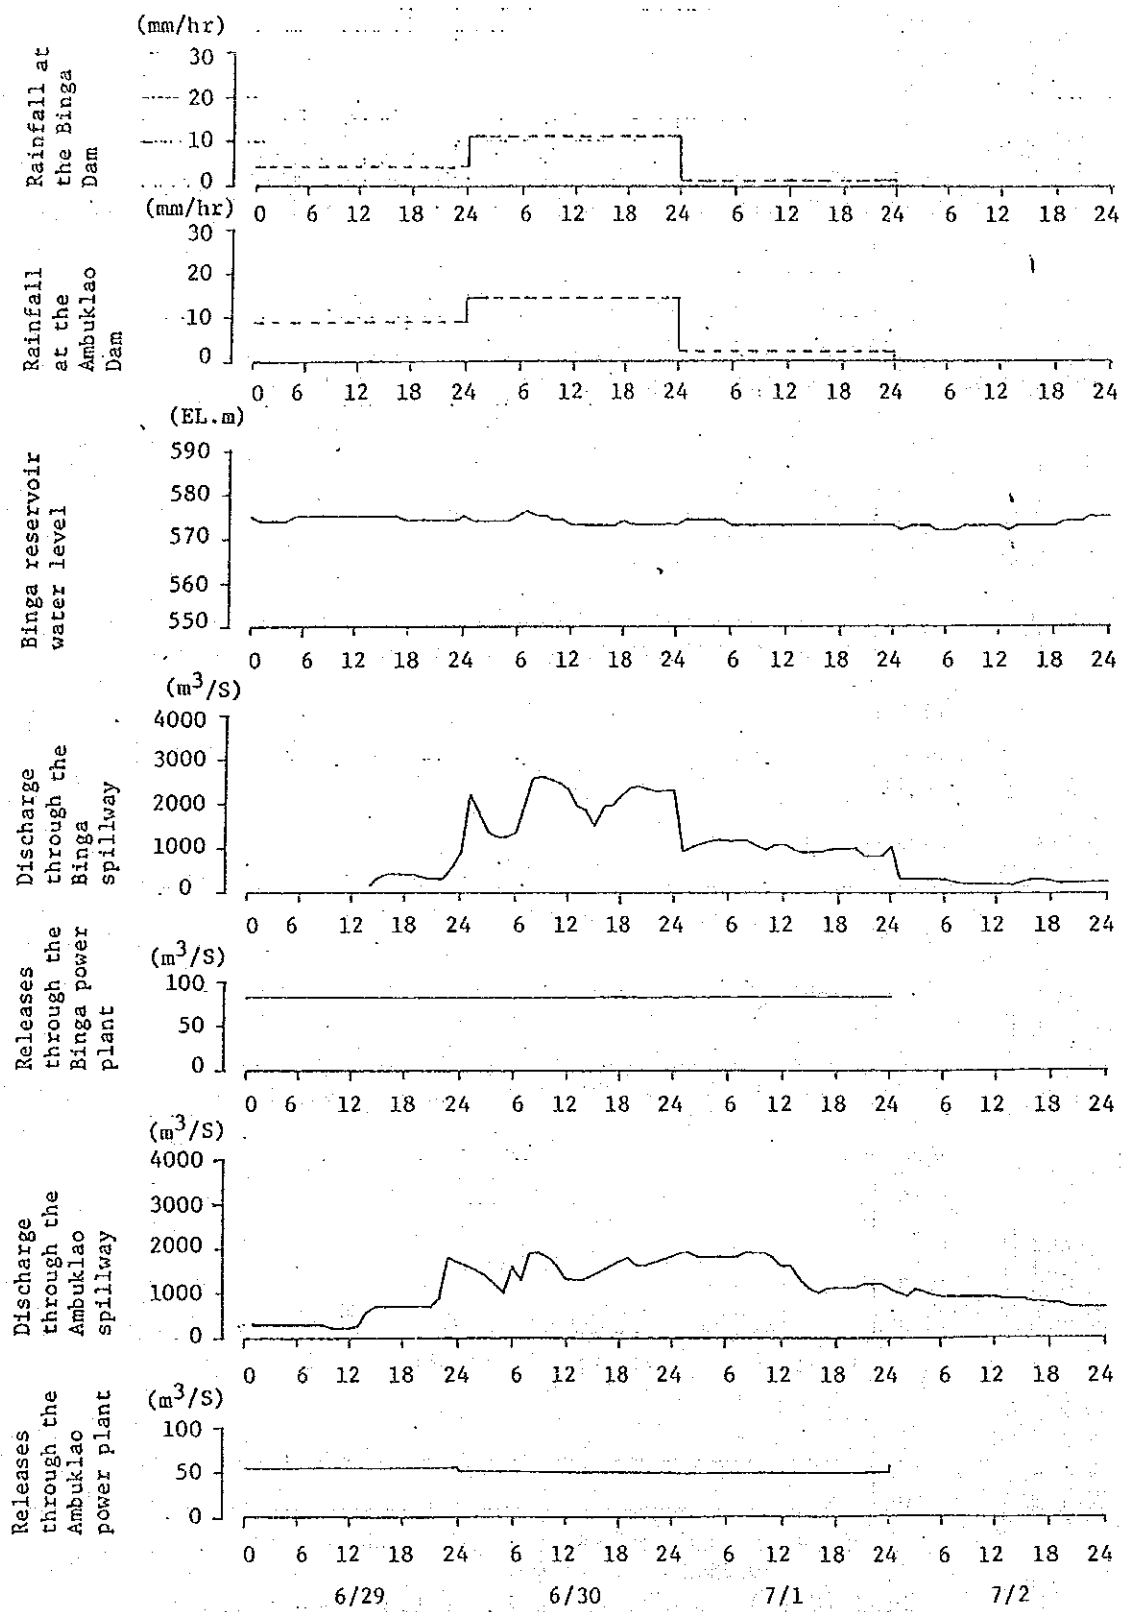 (mm/hr)
Rainfall at
the Binga
Dam
30
20
10
0
0 6 12 18 24 6 12 18 24 6 12 18 24 6 12 18 24
(mm/hr)
Rainfall
at the
Ambuklao
Dam
30
20
10
0
0 6 12 18 24 6 12 18 24 6 12 18 24 6 12 18 24
(EL.m)
Binga reservoir
water level
590
580
570
560
550
0 6 12 18 24 6 12 18 24 6 12 18 24 6 12 18 24
(m³/S)
Discharge
through the
Binga
spillway
4000
3000
2000
1000
0
0 6 12 18 24 6 12 18 24 6 12 18 24 6 12 18 24
(m³/S)
Releases
through the
Binga power
plant
100
50
0
0 6 12 18 24 6 12 18 24 6 12 18 24 6 12 18 24
(m³/S)
Discharge
through the
Ambuklao
spillway
4000
3000
2000
1000
0
0 6 12 18 24 6 12 18 24 6 12 18 24 6 12 18 24
(m³/S)
Releases
through the
Ambuklao
power plant
100
50
0
0 6 12 18 24 6 12 18 24 6 12 18 24 6 12 18 24
6/29 6/30 7/1 7/2